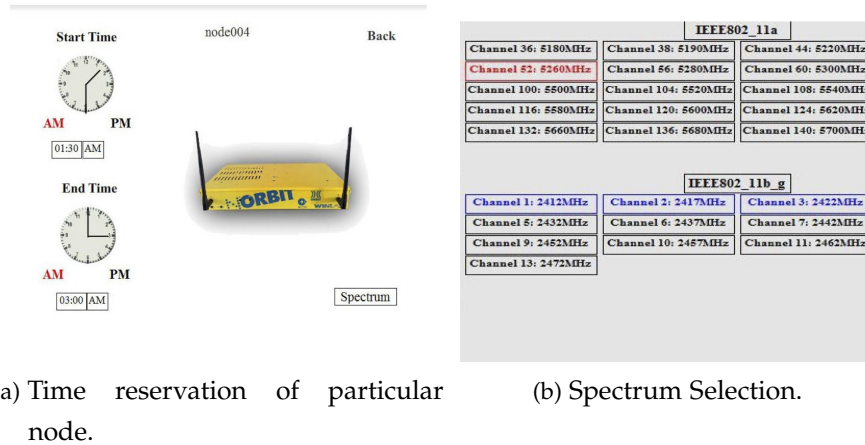 node004
Back
Start Time
AM PM
01:30 AM
End Time
AM PM
03:00 AM
ORBIT
Spectrum
IEEE802_11a
Channel 36: 5180MHz Channel 38: 5190MHz Channel 44: 5220MHz
Channel 52: 5260MHz Channel 56: 5280MHz Channel 60: 5300MHz
Channel 100: 5500MHz Channel 104: 5520MHz Channel 108: 5540MHz
Channel 116: 5580MHz Channel 120: 5600MHz Channel 124: 5620MHz
Channel 132: 5660MHz Channel 136: 5680MHz Channel 140: 5700MHz
IEEE802_11b_g
Channel 1: 2412MHz Channel 2: 2417MHz Channel 3: 2422MHz
Channel 5: 2432MHz Channel 6: 2437MHz Channel 7: 2442MHz
Channel 9: 2452MHz Channel 10: 2457MHz Channel 11: 2462MHz
Channel 13: 2472MHz
a) Time reservation of particular
node.
(b) Spectrum Selection.